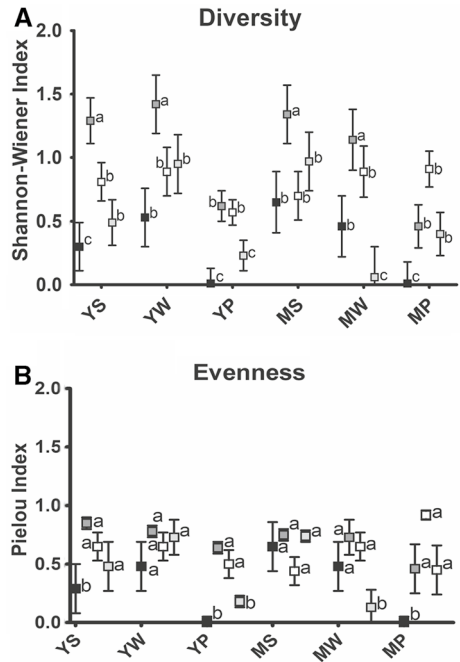 A
Diversity
Shannon-Wiener Index
2.0
1.5
1.0
0.5
0.0
c a b b
b a b b
c b b c
b a b b
b a b c
c b b b
YS YW YP MS MW MP
B
Evenness
Pielou Index
2.0
1.5
1.0
0.5
0.0
b a a a
a a a a
b a a b
a a a a
a a a b
b a a a
YS YW YP MS MW MP